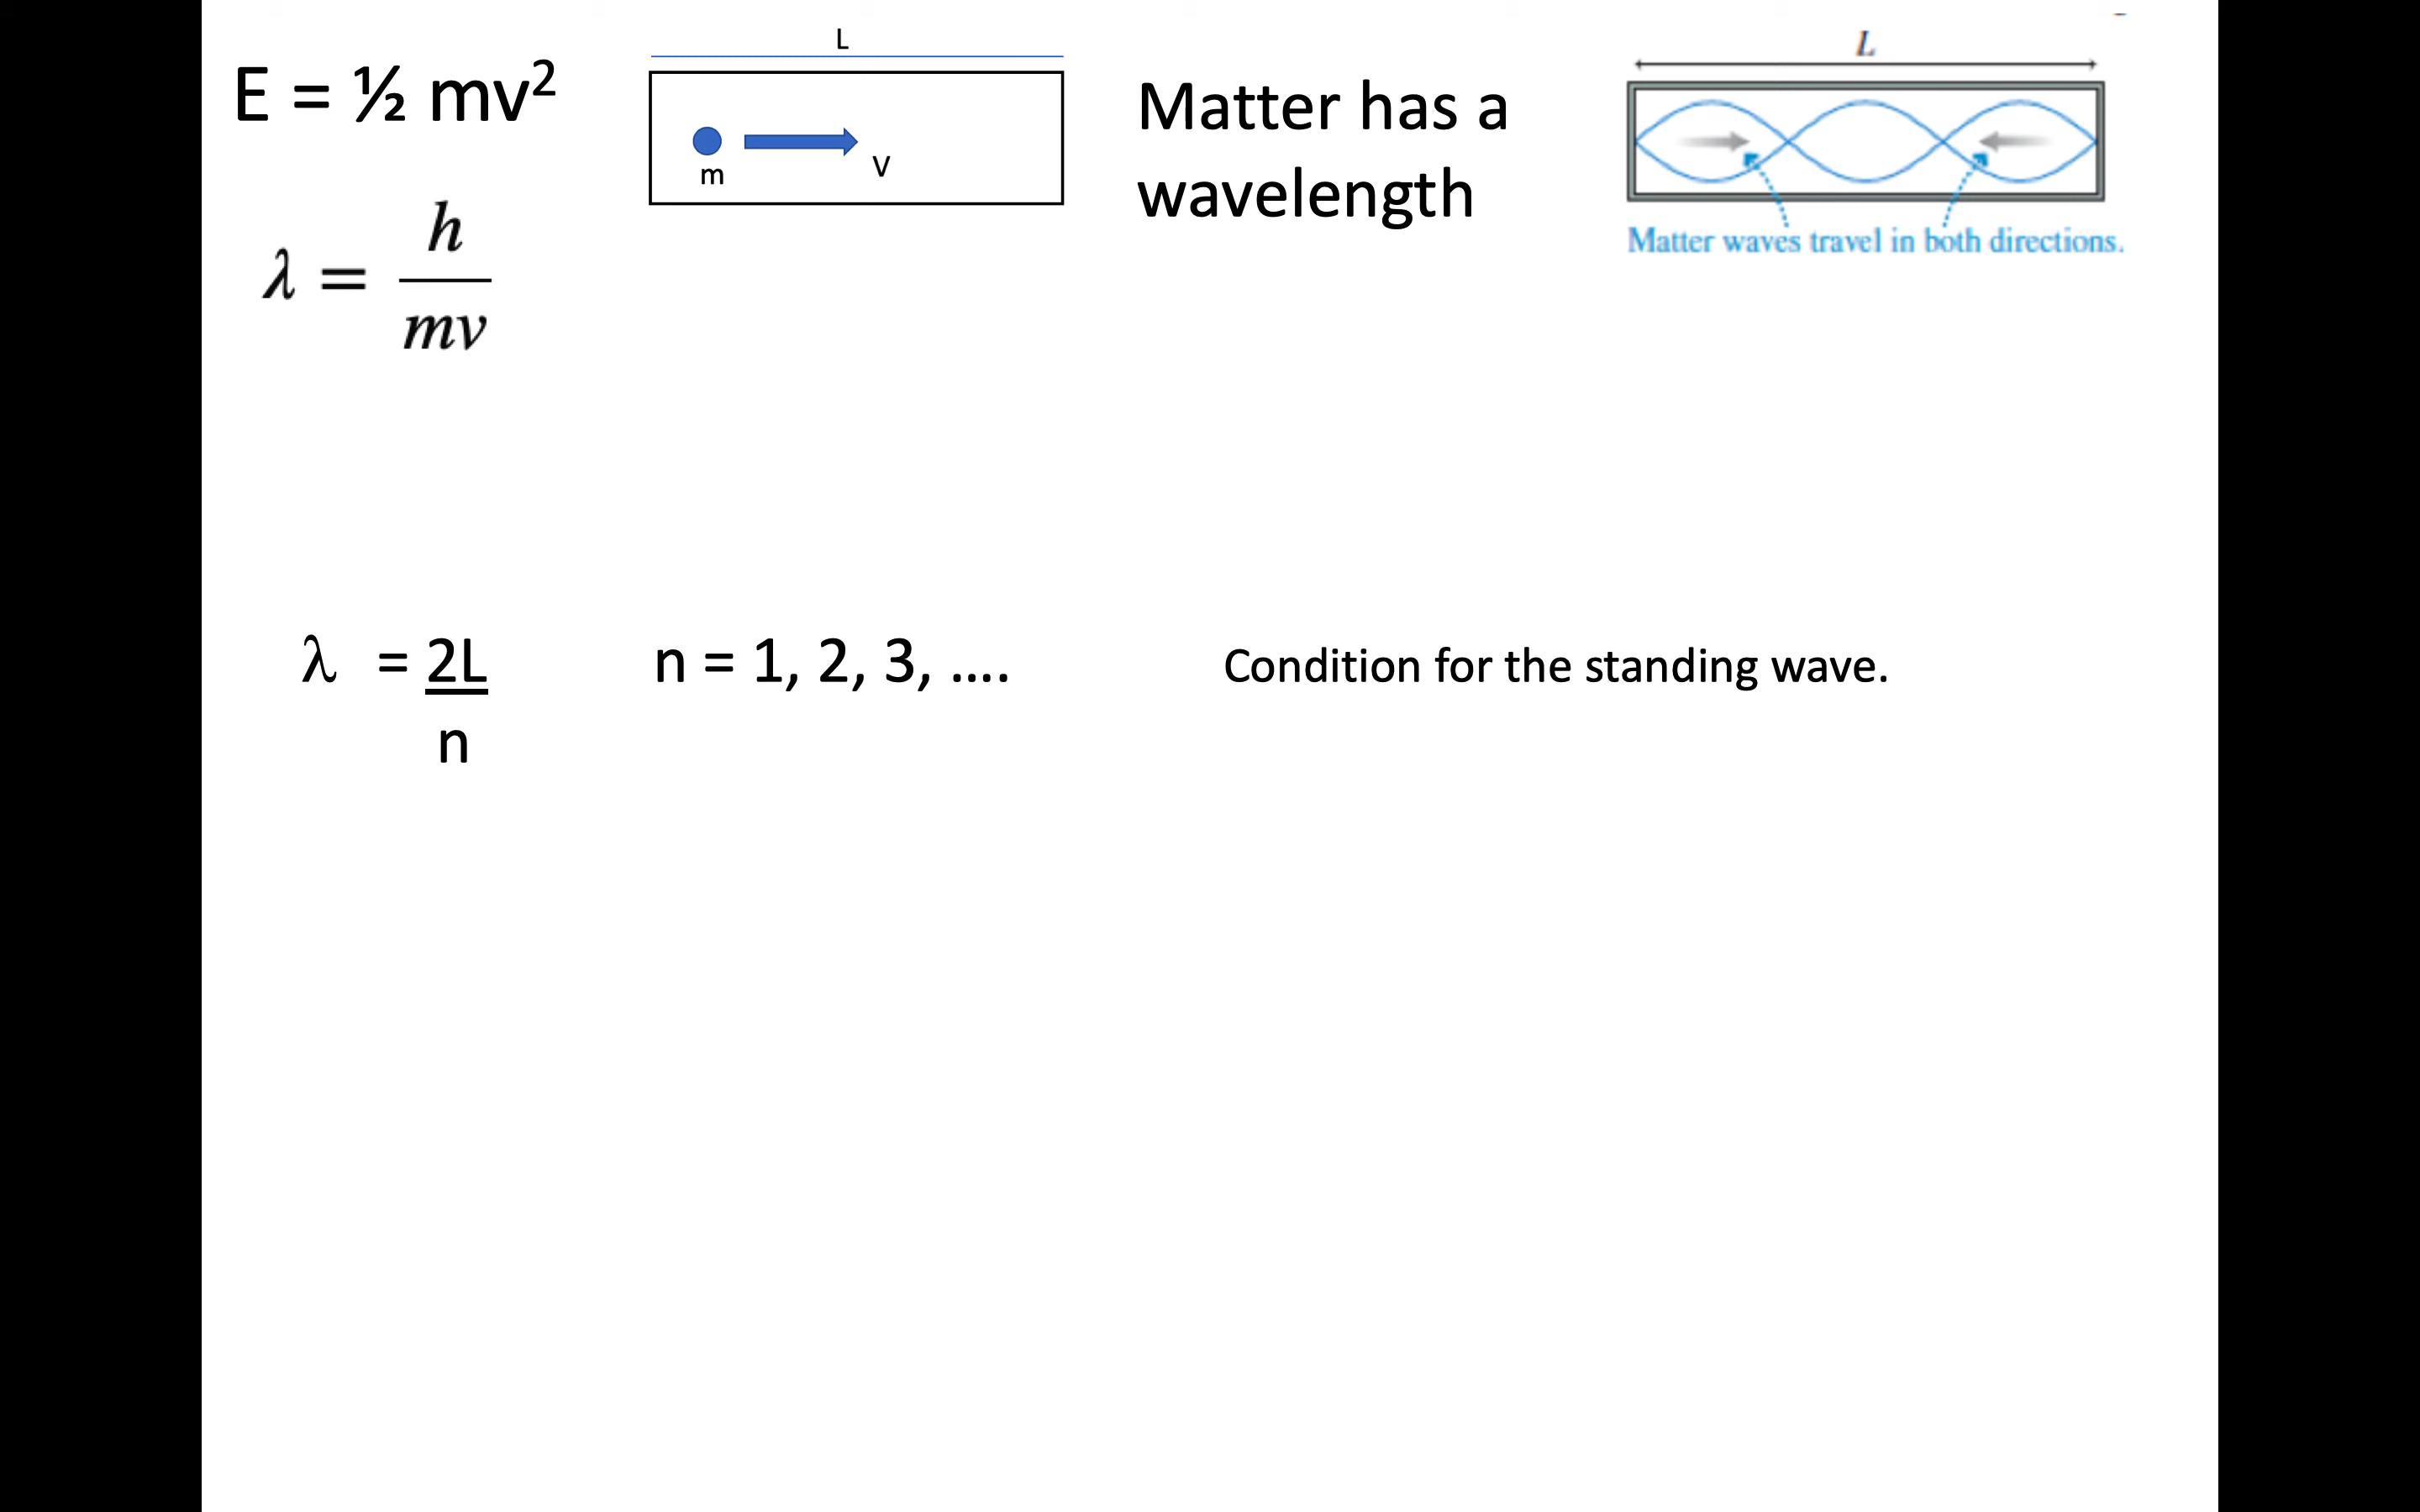 E = ½ mv²
L
m
v
λ = h
mv
Matter has a
wavelength
L
Matter waves travel in both directions.
λ = 2L
n
n = 1, 2, 3, ....
Condition for the standing wave.